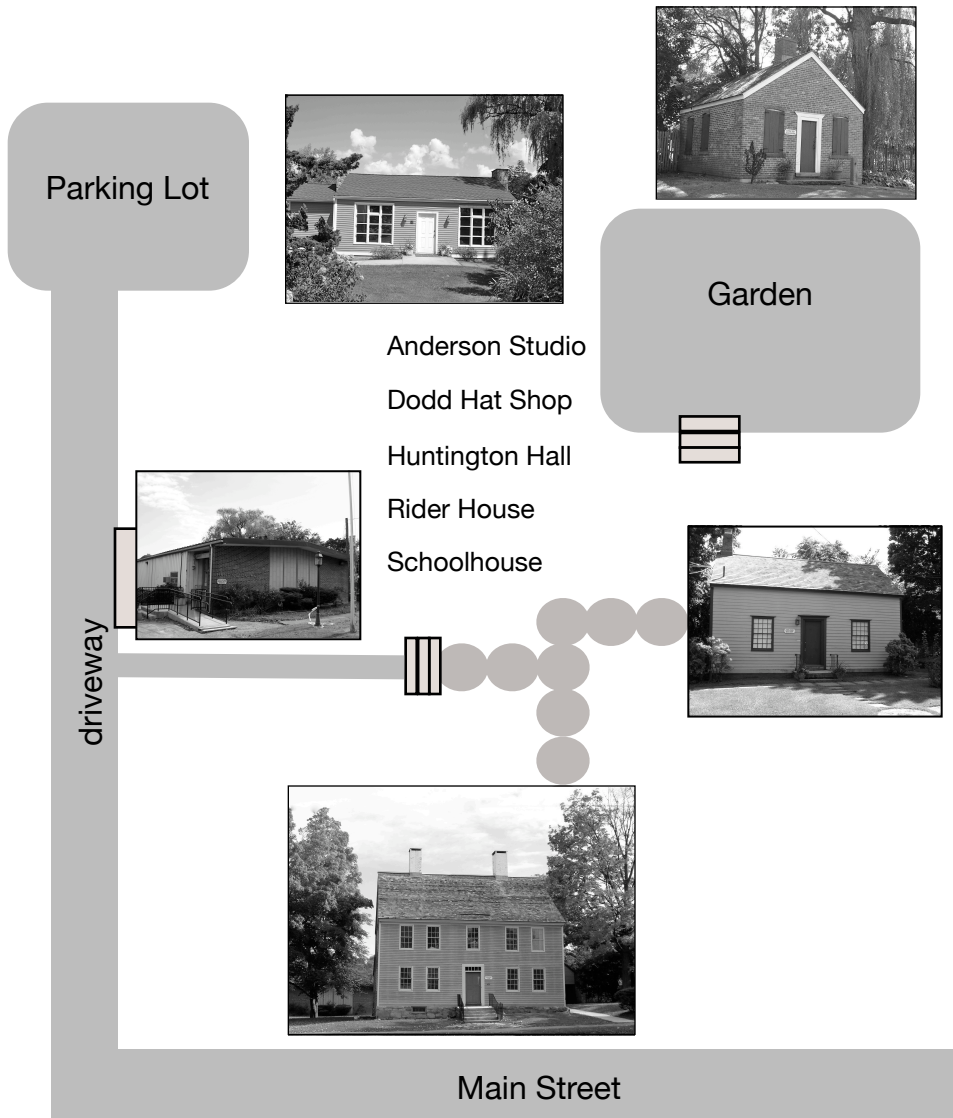 Parking Lot
Garden
Anderson Studio
Dodd Hat Shop
Huntington Hall
Rider House
Schoolhouse
driveway
Main Street